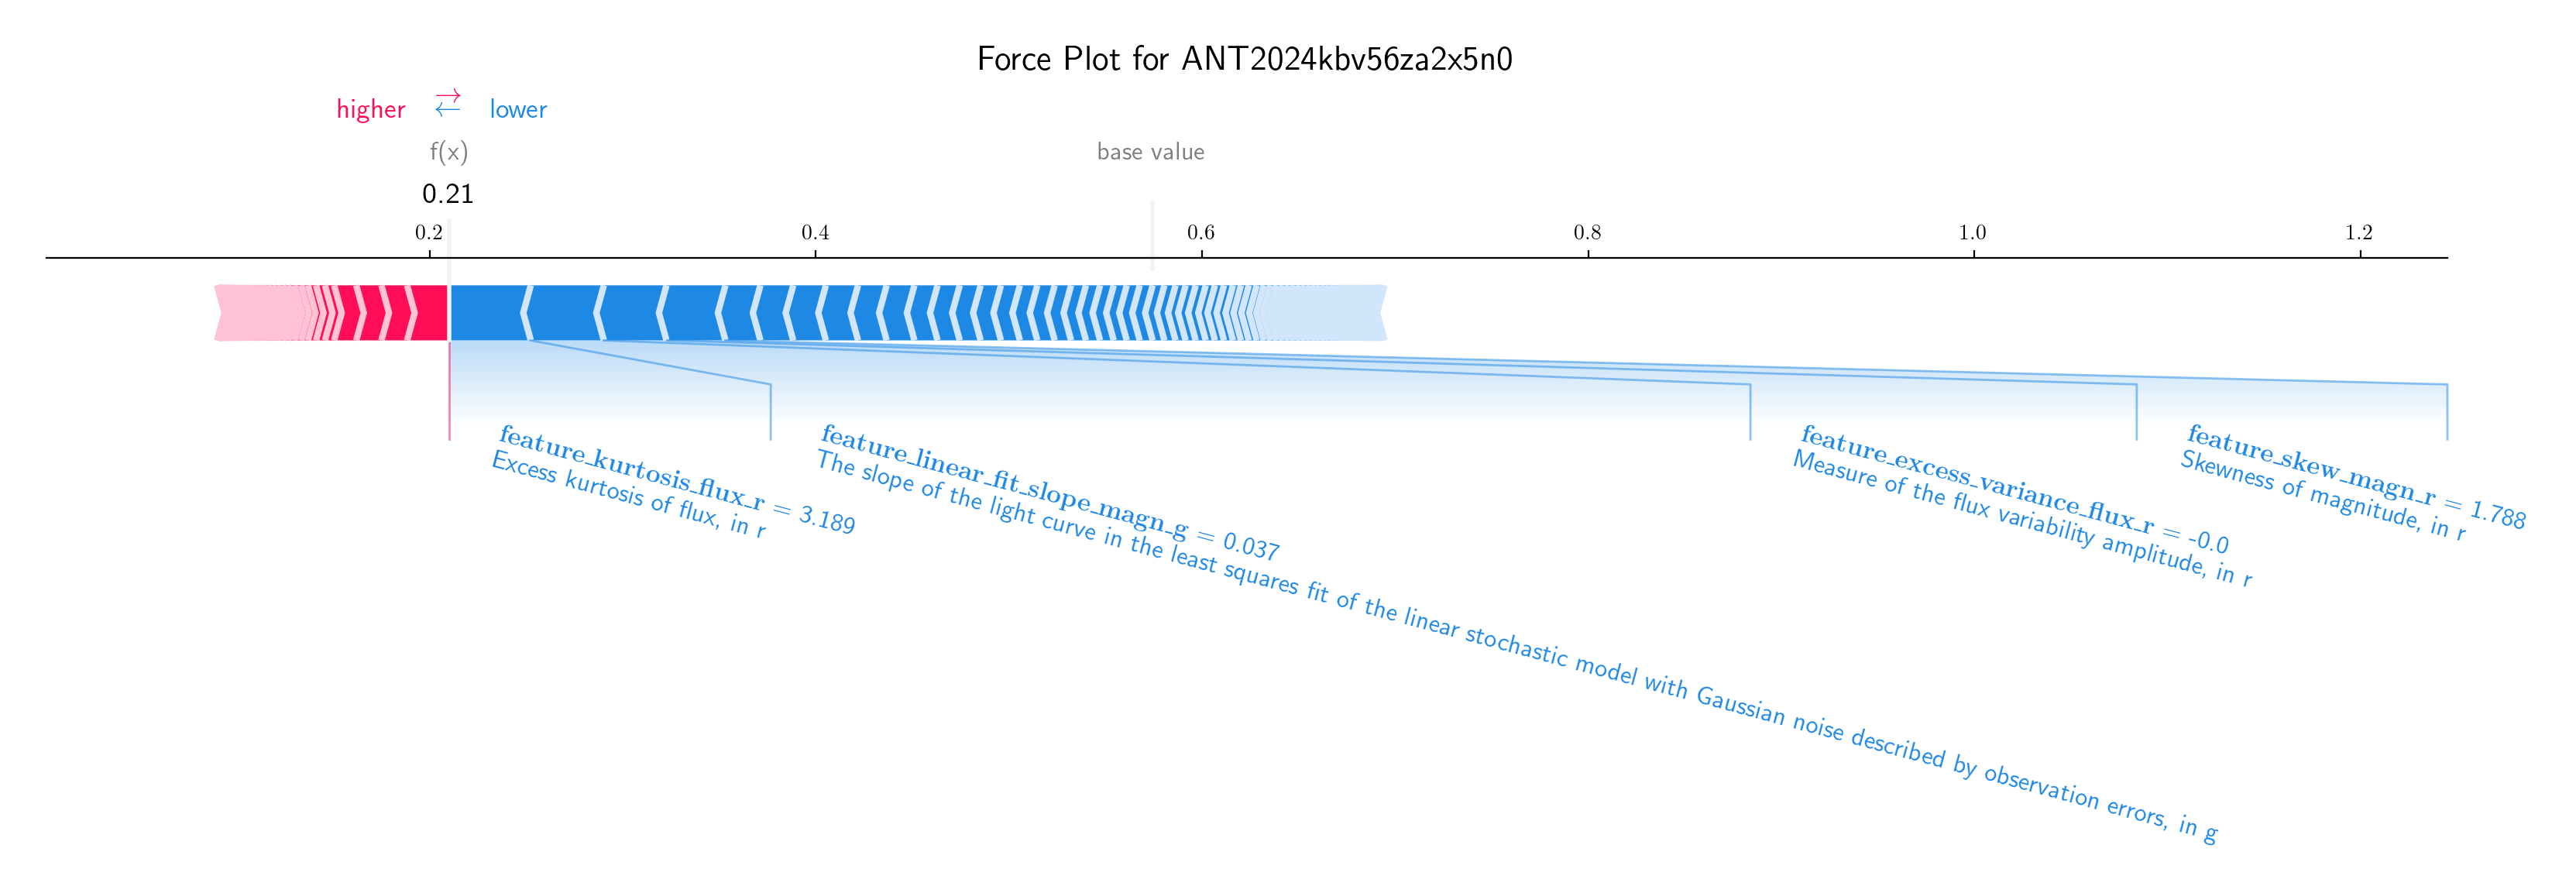 Force Plot for ANT2024kbv56za2x5n0
higher → ← lower
f(x)
base value
0.21
0.2
0.4
0.6
0.8
1.0
1.2
feature_kurtosis_flux_r = 3.189
Excess kurtosis of flux, in r
feature_linear_fit_slope_magn_g = 0.037
The slope of the light curve in the least squares fit of the linear stochastic model with Gaussian noise described by observation errors, in g
feature_excess_variance_flux_r = -0.0
Measure of the flux variability amplitude, in r
feature_skew_magn_r = 1.788
Skewness of magnitude, in r